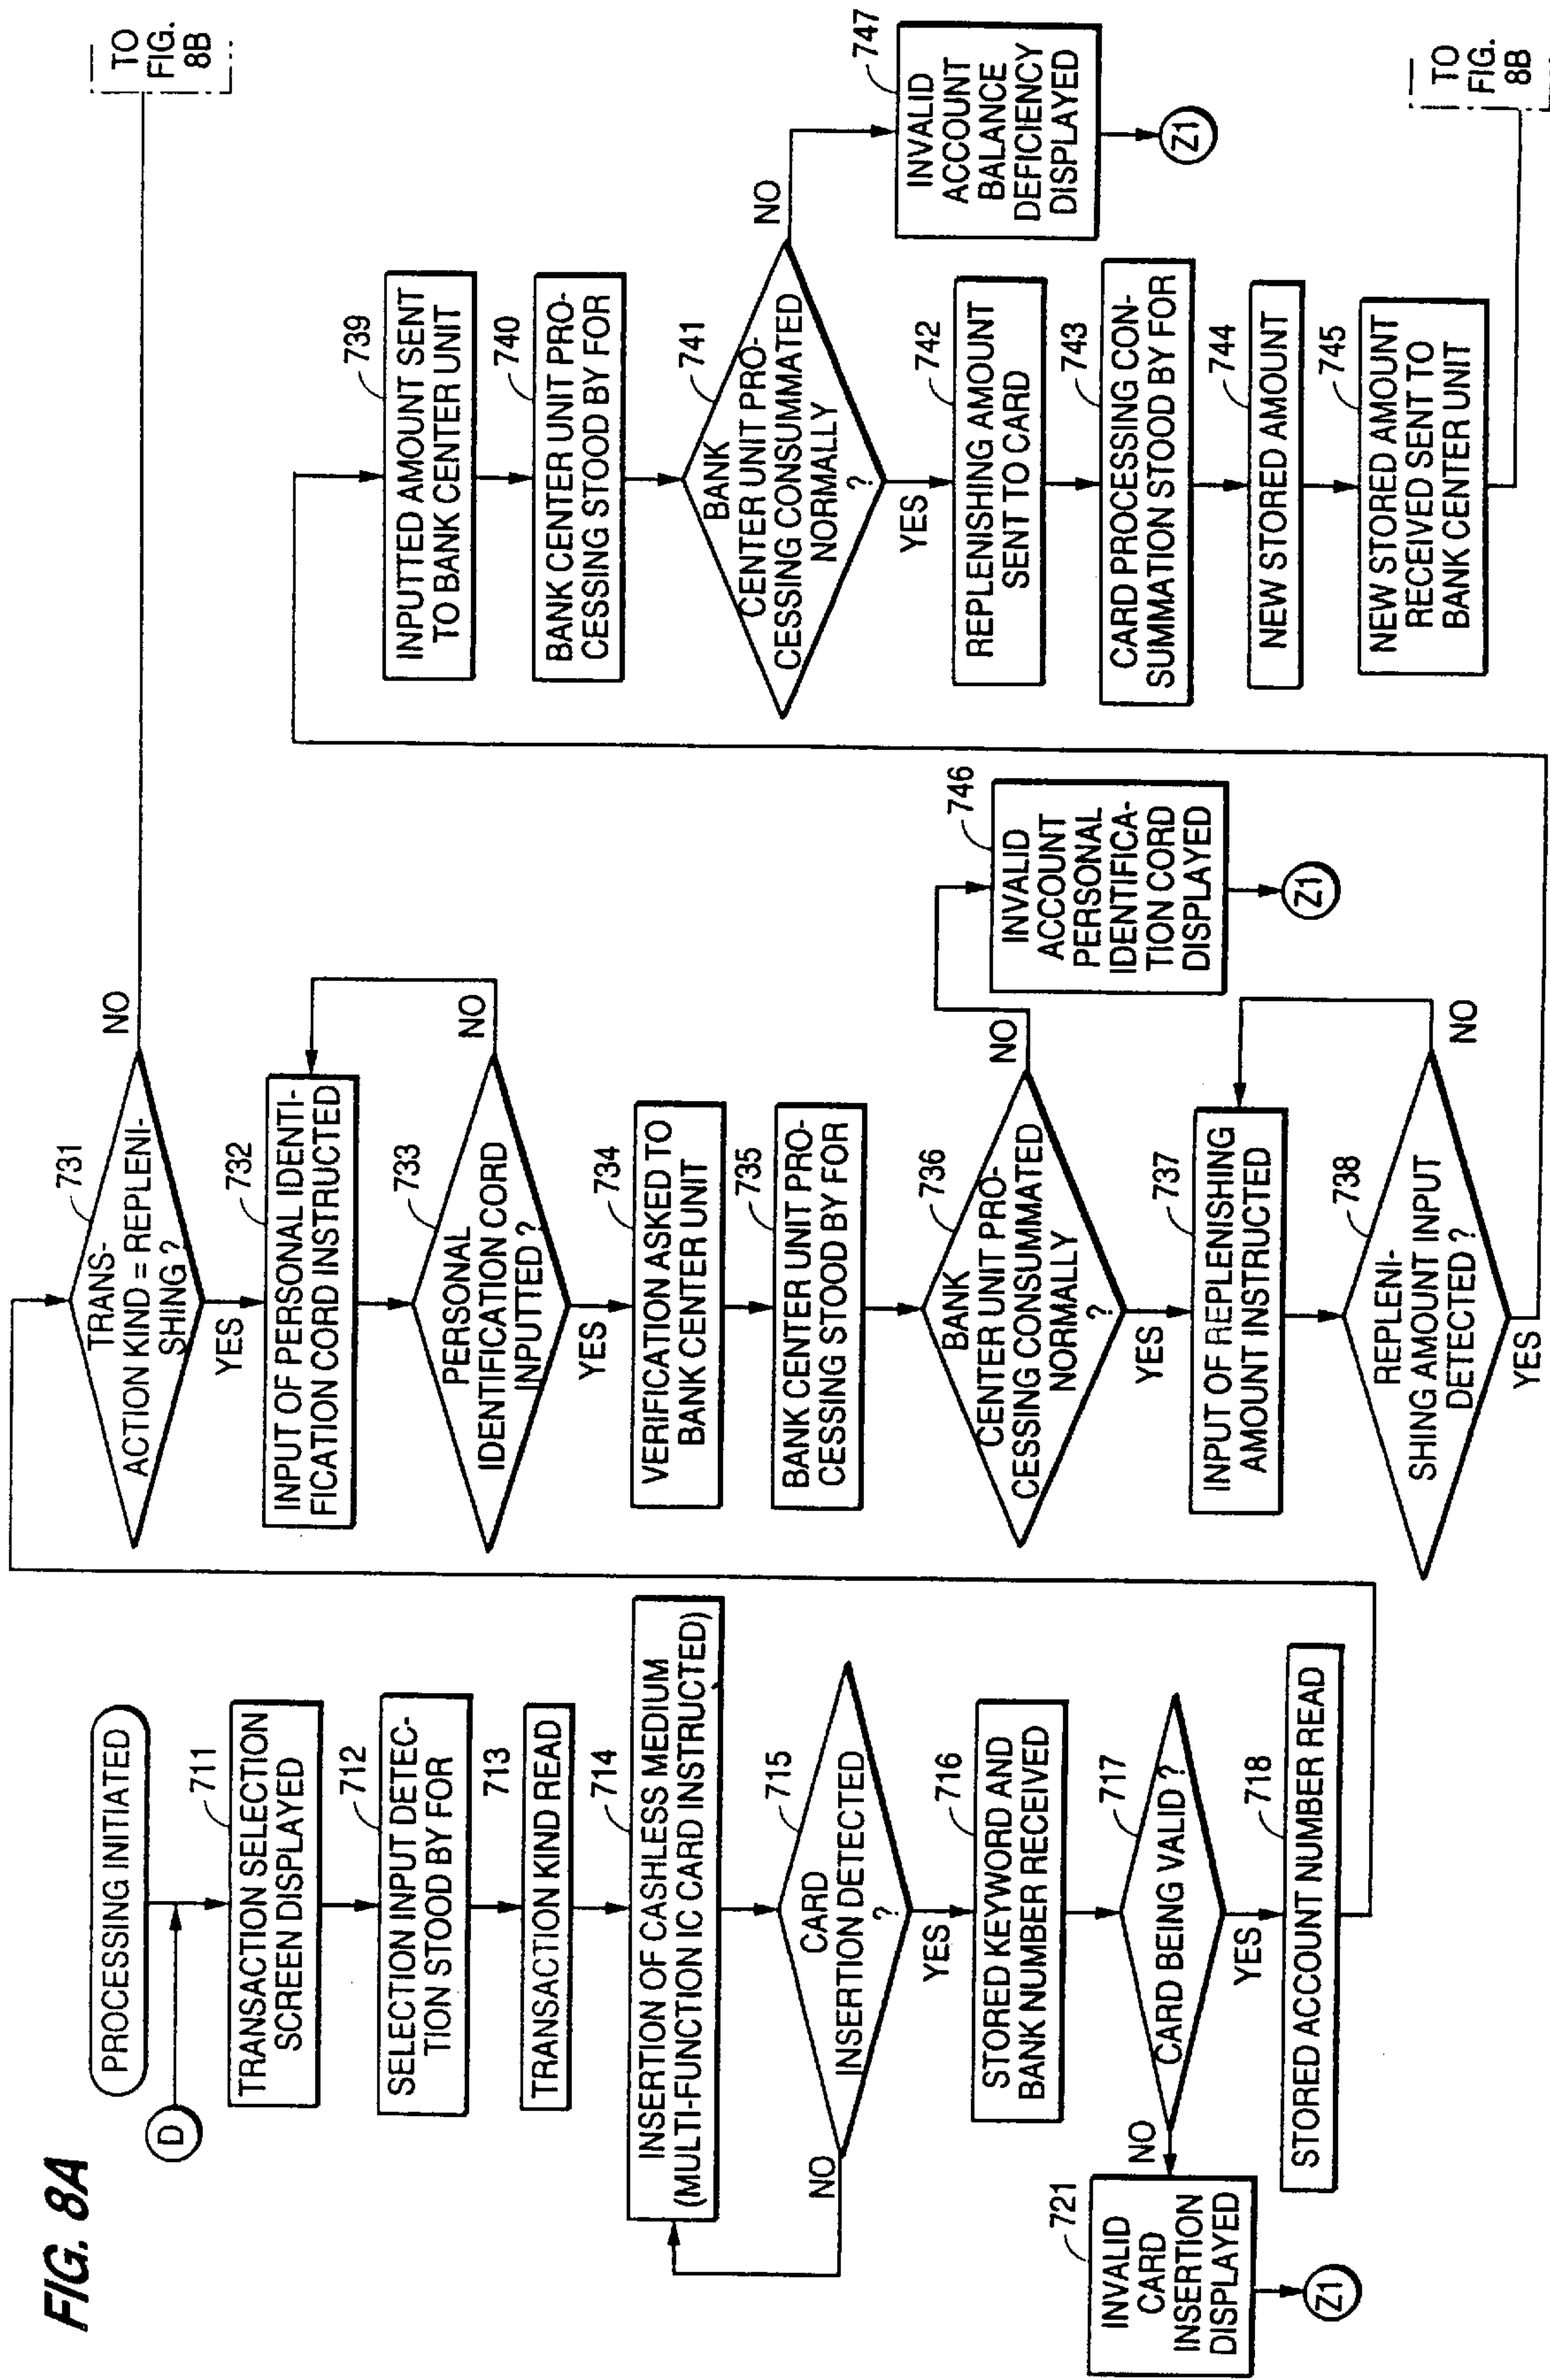 FIG. 8A
PROCESSING INITIATED
D
711
TRANSACTION SELECTION
SCREEN DISPLAYED
712
SELECTION INPUT DETEC-
TION STOOD BY FOR
713
TRANSACTION KIND READ
714
INSERTION OF CASHLESS MEDIUM
(MULTI-FUNCTION IC CARD INSTRUCTED)
715
CARD
INSERTION DETECTED
?
NO
YES
716
STORED KEYWORD AND
BANK NUMBER RECEIVED
717
CARD BEING VALID ?
NO
YES
721
INVALID
CARD
INSERTION
DISPLAYED
Z1
718
STORED ACCOUNT NUMBER READ
731
TRANS-
ACTION KIND = REPLENI-
SHING ?
NO
YES
TO
FIG.
8B
732
INPUT OF PERSONAL IDENTI-
FICATION CORD INSTRUCTED
733
PERSONAL
IDENTIFICATION CORD
INPUTTED ?
NO
YES
734
VERIFICATION ASKED TO
BANK CENTER UNIT
735
BANK CENTER UNIT PRO-
CESSING STOOD BY FOR
736
BANK
CENTER UNIT PRO-
CESSING CONSUMMATED
NORMALLY
?
NO
YES
746
INVALID
ACCOUNT
PERSONAL
IDENTIFICA-
TION CORD
DISPLAYED
Z1
737
INPUT OF REPLENISHING
AMOUNT INSTRUCTED
738
REPLENI-
SHING AMOUNT INPUT
DETECTED ?
NO
YES
739
INPUTTED AMOUNT SENT
TO BANK CENTER UNIT
740
BANK CENTER UNIT PRO-
CESSING STOOD BY FOR
741
BANK
CENTER UNIT PRO-
CESSING CONSUMMATED
NORMALLY
?
NO
YES
747
INVALID
ACCOUNT
BALANCE
DEFICIENCY
DISPLAYED
Z1
742
REPLENISHING AMOUNT
SENT TO CARD
743
CARD PROCESSING CON-
SUMMATION STOOD BY FOR
744
NEW STORED AMOUNT
745
NEW STORED AMOUNT
RECEIVED SENT TO
BANK CENTER UNIT
TO
FIG.
8B